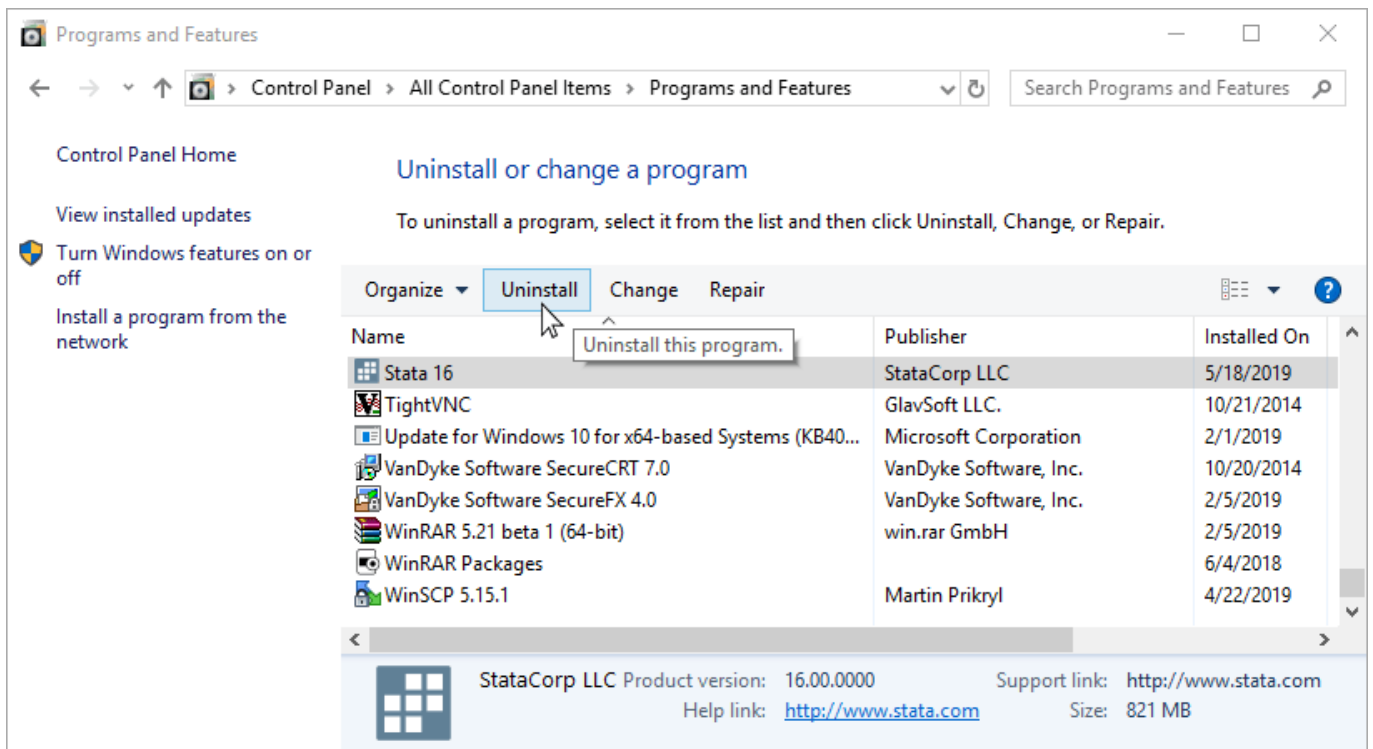 Programs and Features
Control Panel > All Control Panel Items > Programs and Features
Search Programs and Features
Control Panel Home
View installed updates
Turn Windows features on or
off
Install a program from the
network
Uninstall or change a program
To uninstall a program, select it from the list and then click Uninstall, Change, or Repair.
Organize Uninstall Change Repair
Uninstall this program.
Name Publisher Installed On
Stata 16 StataCorp LLC 5/18/2019
TightVNC GlavSoft LLC. 10/21/2014
Update for Windows 10 for x64-based Systems (KB40... Microsoft Corporation 2/1/2019
VanDyke Software SecureCRT 7.0 VanDyke Software, Inc. 10/20/2014
VanDyke Software SecureFX 4.0 VanDyke Software, Inc. 2/5/2019
WinRAR 5.21 beta 1 (64-bit) win.rar GmbH 2/5/2019
WinRAR Packages 6/4/2018
WinSCP 5.15.1 Martin Prikryl 4/22/2019
StataCorp LLC Product version: 16.00.0000 Support link: http://www.stata.com
Help link: http://www.stata.com Size: 821 MB